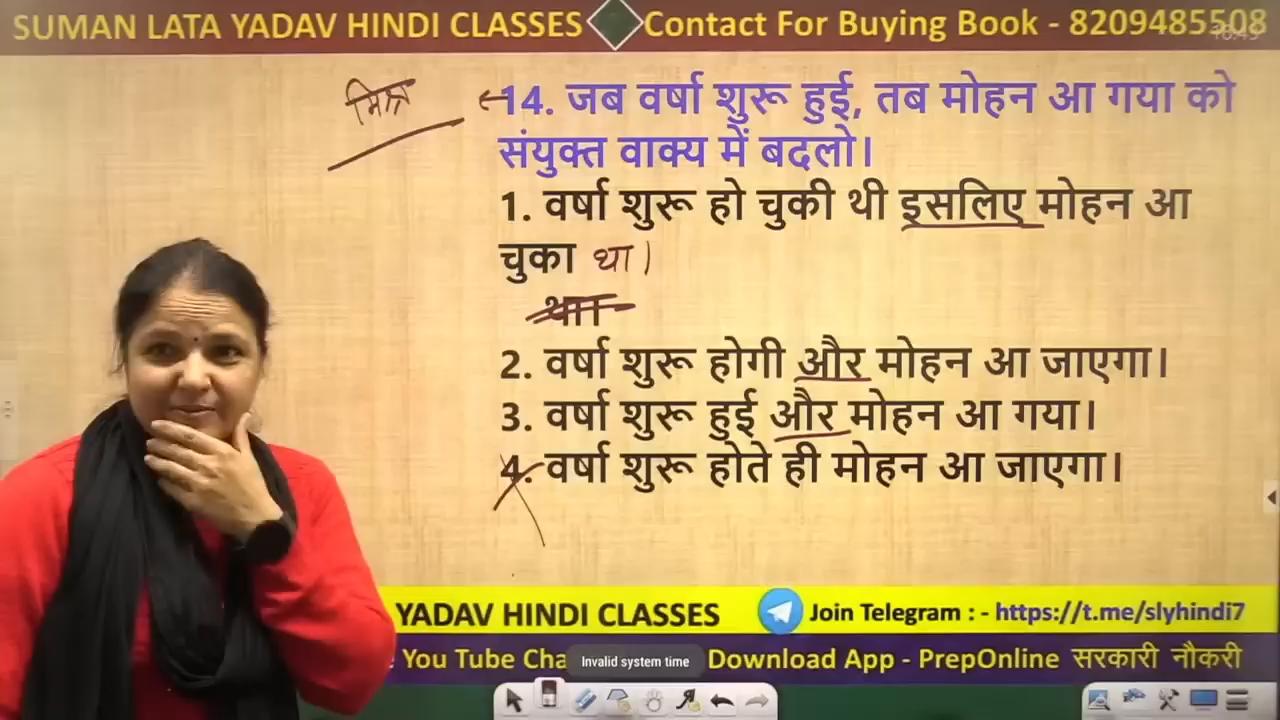 SUMAN LATA YADAV HINDI CLASSES Contact For Buying Book - 8209485508
मिश्र
14. जब वर्षा शुरू हुई, तब मोहन आ गया को
संयुक्त वाक्य में बदलो।
1. वर्षा शुरू हो चुकी थी इसलिए मोहन आ
चुका था।
था।
2. वर्षा शुरू होगी और मोहन आ जाएगा।
3. वर्षा शुरू हुई और मोहन आ गया।
4. वर्षा शुरू होते ही मोहन आ जाएगा।
YADAV HINDI CLASSES Join Telegram : - https://t.me/slyhindi7
You Tube Cha Download App - PrepOnline सरकारी नौकरी
Invalid system time